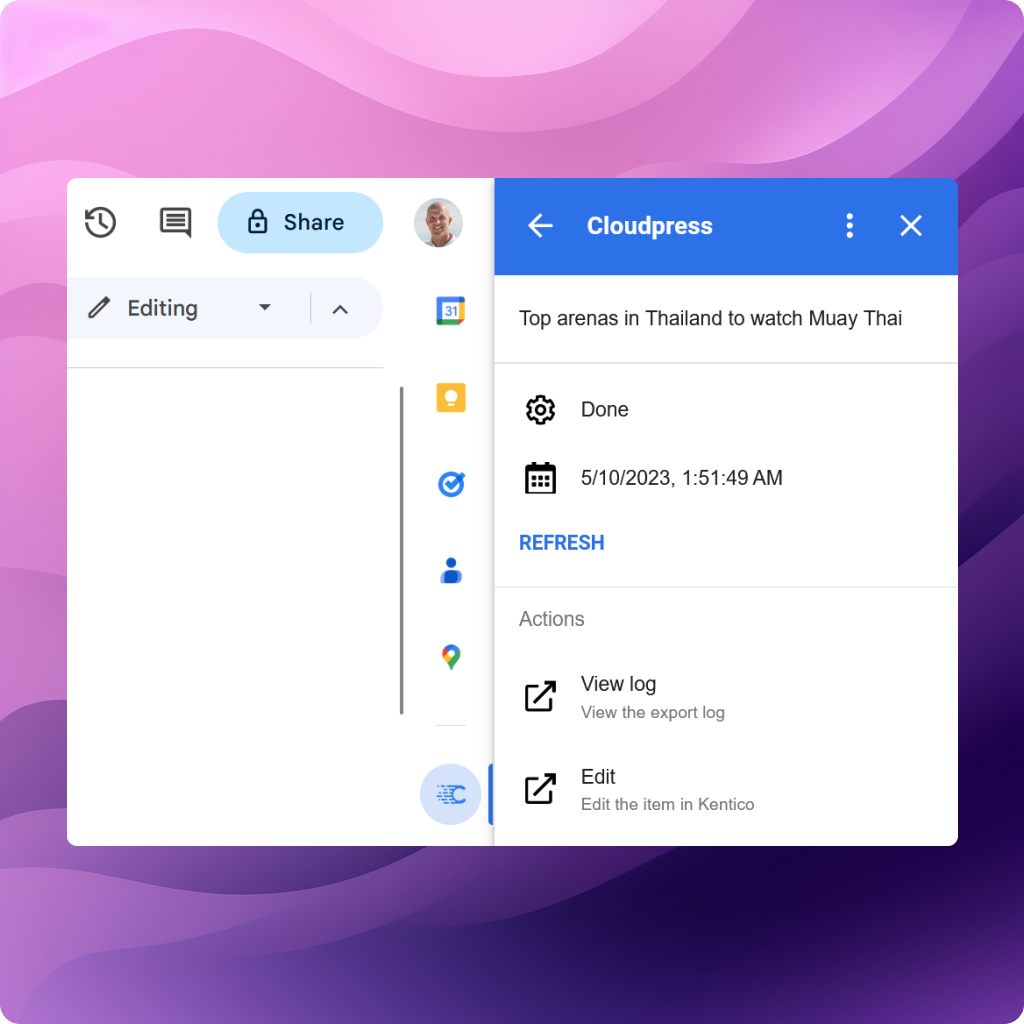 Share
Editing
31
Cloudpress
Top arenas in Thailand to watch Muay Thai
Done
5/10/2023, 1:51:49 AM
REFRESH
Actions
View log
View the export log
Edit
Edit the item in Kentico